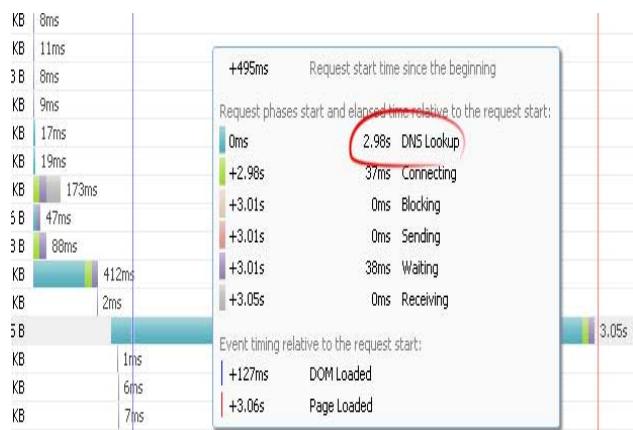 KB 8ms
KB 11ms
3 B 8ms
KB 9ms
KB 17ms
KB 19ms
KB 173ms
6 B 47ms
3 B 88ms
KB 412ms
KB 2ms
5 B 3.05s
KB 1ms
KB 6ms
KB 7ms
+495ms Request start time since the beginning
Request phases start and elapsed time relative to the request start:
0ms 2.98s DNS Lookup
+2.98s 37ms Connecting
+3.01s 0ms Blocking
+3.01s 0ms Sending
+3.01s 38ms Waiting
+3.05s 0ms Receiving
Event timing relative to the request start:
+127ms DOM Loaded
+3.06s Page Loaded